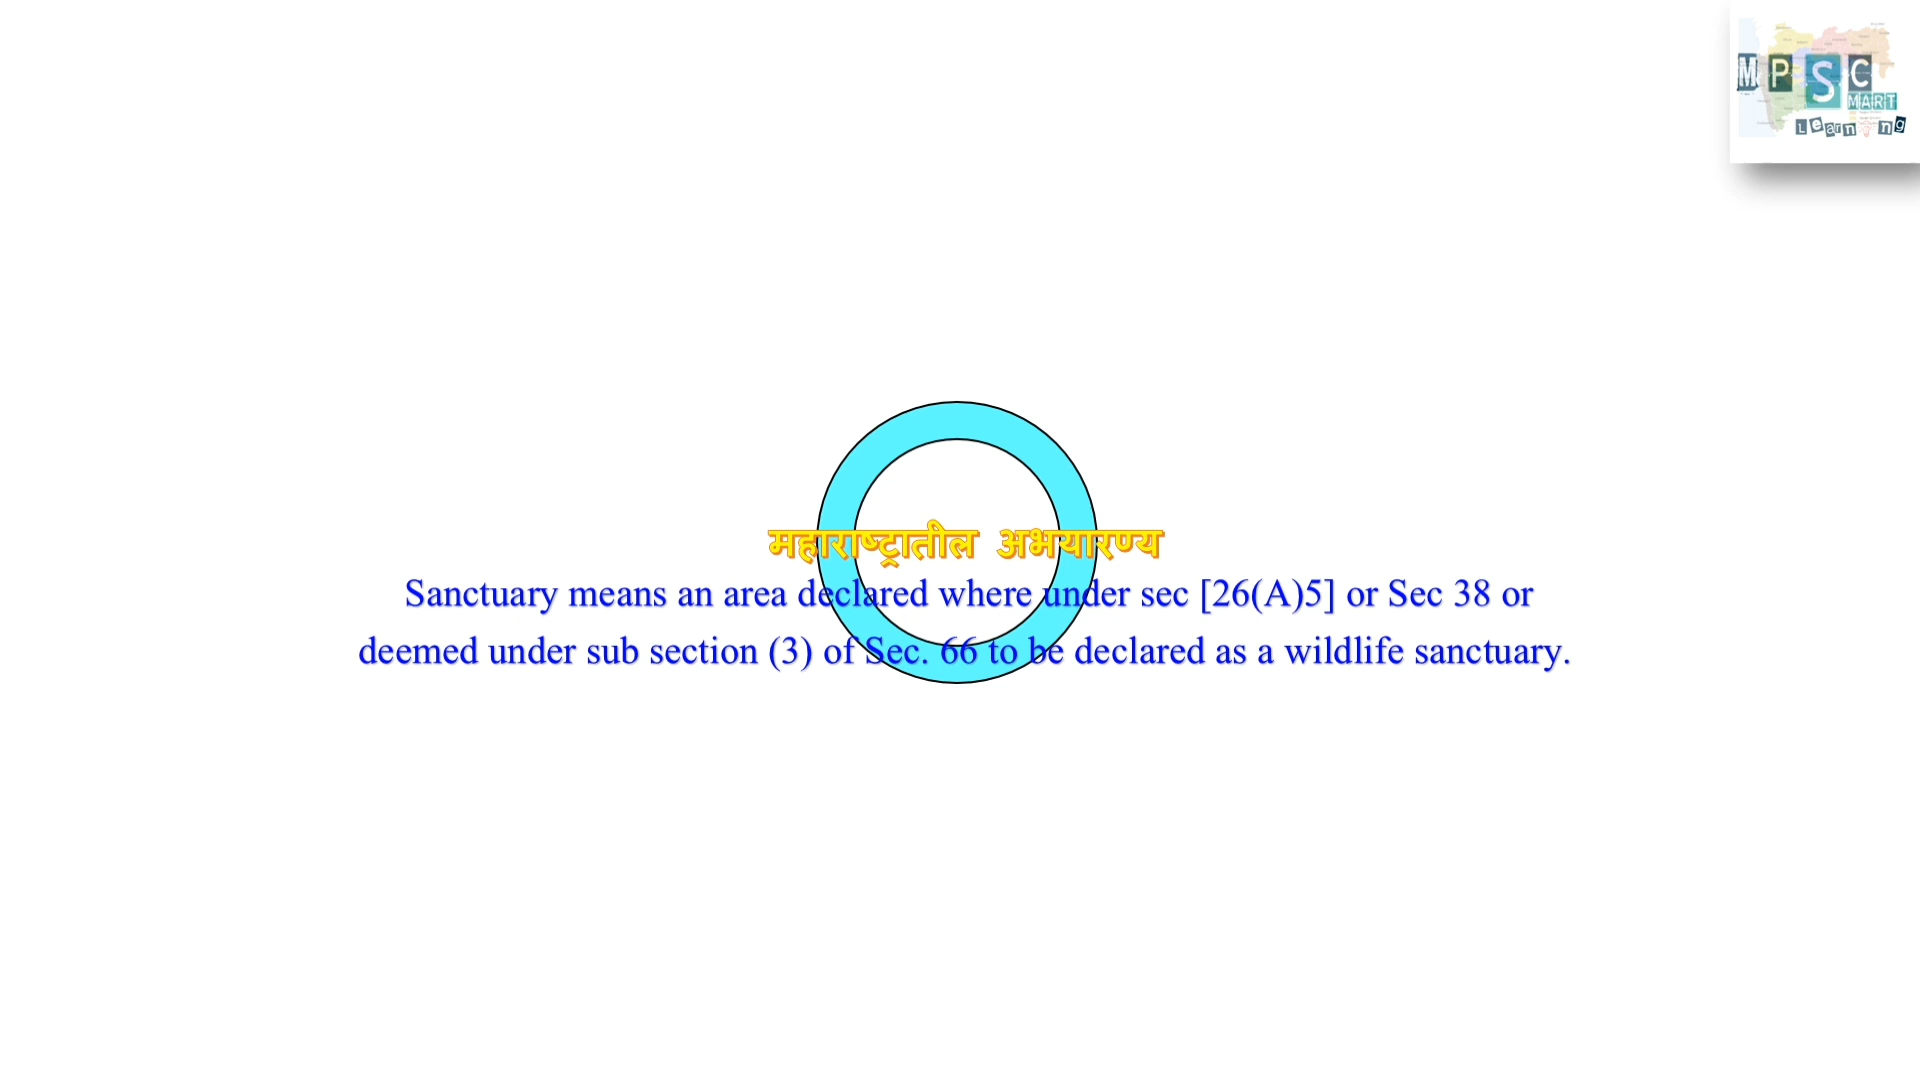 MPSC
MART
Learning
महाराष्ट्रातील अभयारण्य
Sanctuary means an area declared where under sec [26(A)5] or Sec 38 or
deemed under sub section (3) of Sec. 66 to be declared as a wildlife sanctuary.